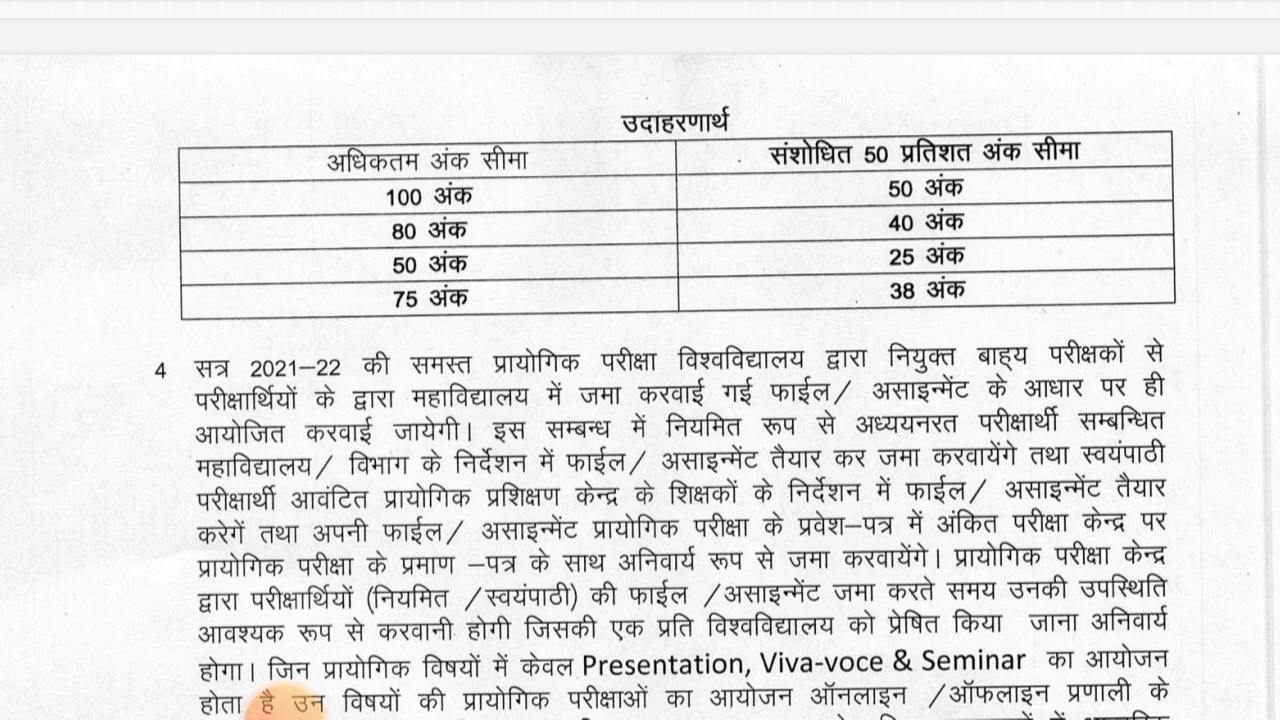 उदाहरणार्थ
अधिकतम अंक सीमा
संशोधित 50 प्रतिशत अंक सीमा
100 अंक
50 अंक
80 अंक
40 अंक
50 अंक
25 अंक
75 अंक
38 अंक
4 सत्र 2021–22 की समस्त प्रायोगिक परीक्षा विश्वविद्यालय द्वारा नियुक्त बाह्य परीक्षकों से
परीक्षार्थियों के द्वारा महाविद्यालय में जमा करवाई गई फाईल/ असाइन्मेंट के आधार पर ही
आयोजित करवाई जायेगी। इस सम्बन्ध में नियमित रूप से अध्ययनरत परीक्षार्थी सम्बन्धित
महाविद्यालय/ विभाग के निर्देशन में फाईल/ असाइन्मेंट तैयार कर जमा करवायेंगे तथा स्वयंपाठी
परीक्षार्थी आवंटित प्रायोगिक प्रशिक्षण केन्द्र के शिक्षकों के निर्देशन में फाईल/ असाइन्मेंट तैयार
करेगें तथा अपनी फाईल/ असाइन्मेंट प्रायोगिक परीक्षा के प्रवेश–पत्र में अंकित परीक्षा केन्द्र पर
प्रायोगिक परीक्षा के प्रमाण –पत्र के साथ अनिवार्य रूप से जमा करवायेंगे। प्रायोगिक परीक्षा केन्द्र
द्वारा परीक्षार्थियों (नियमित /स्वयंपाठी) की फाईल /असाइन्मेंट जमा करते समय उनकी उपस्थिति
आवश्यक रूप से करवानी होगी जिसकी एक प्रति विश्वविद्यालय को प्रेषित किया जाना अनिवार्य
होगा। जिन प्रायोगिक विषयों में केवल Presentation, Viva-voce & Seminar का आयोजन
होता है उन विषयों की प्रायोगिक परीक्षाओं का आयोजन ऑनलाइन /ऑफलाइन प्रणाली के